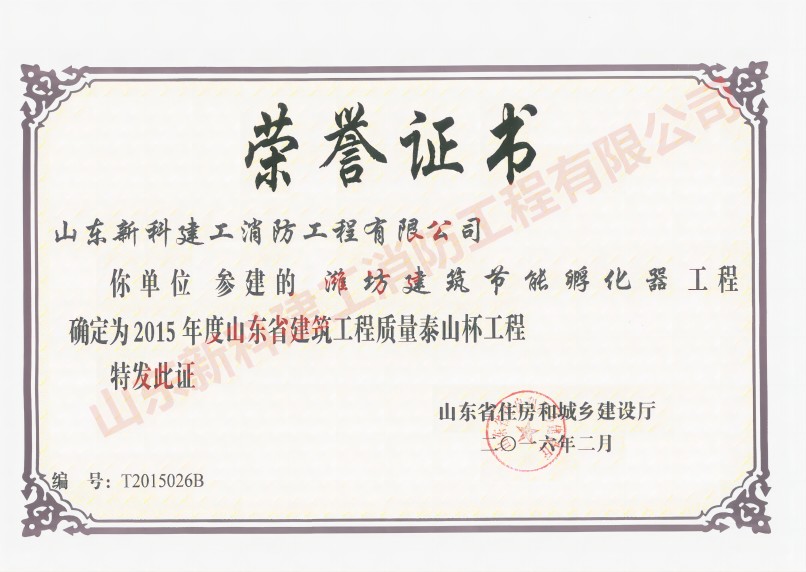 荣誉证书
山东新科建工消防工程有限公司
你单位 参建的 潍坊建筑节能孵化器 工程
确定为2015年度山东省建筑工程质量泰山杯工程
特发此证
山东省住房和城乡建设厅
二〇一六年二月
编 号：T2015026B
山东新科建工消防工程有限公司